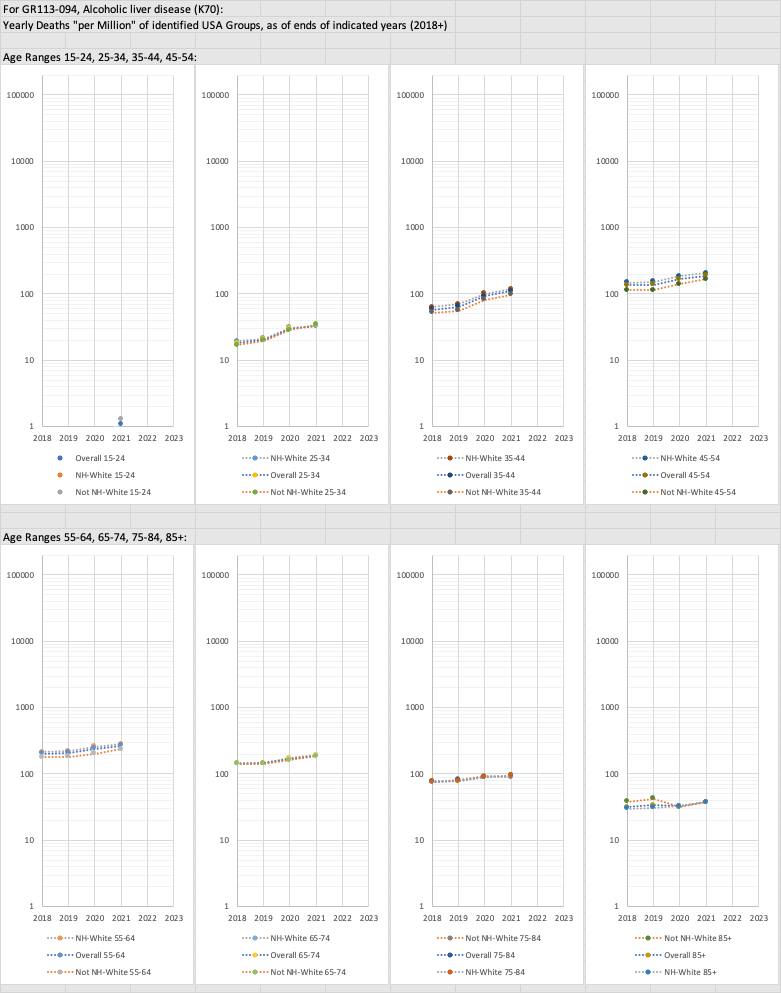 For GR113-094, Alcoholic liver disease (K70):
Yearly Deaths "per Million" of identified USA Groups, as of ends of indicated years (2018+)
Age Ranges 15-24, 25-34, 35-44, 45-54:
100000 100000 100000 100000
10000 10000 10000 10000
1000 1000 1000 1000
100 100 100 100
10 10 10 10
1 1 1 1
2018 2019 2020 2021 2022 2023 2018 2019 2020 2021 2022 2023 2018 2019 2020 2021 2022 2023 2018 2019 2020 2021 2022 2023
Overall 15-24 NH-White 25-34 NH-White 35-44 NH-White 45-54
NH-White 15-24 Overall 25-34 Overall 35-44 Overall 45-54
Not NH-White 15-24 Not NH-White 25-34 Not NH-White 35-44 Not NH-White 45-54
Age Ranges 55-64, 65-74, 75-84, 85+:
100000 100000 100000 100000
10000 10000 10000 10000
1000 1000 1000 1000
100 100 100 100
10 10 10 10
1 1 1 1
2018 2019 2020 2021 2022 2023 2018 2019 2020 2021 2022 2023 2018 2019 2020 2021 2022 2023 2018 2019 2020 2021 2022 2023
NH-White 55-64 NH-White 65-74 Not NH-White 75-84 Not NH-White 85+
Overall 55-64 Overall 65-74 Overall 75-84 Overall 85+
Not NH-White 55-64 Not NH-White 65-74 NH-White 75-84 NH-White 85+